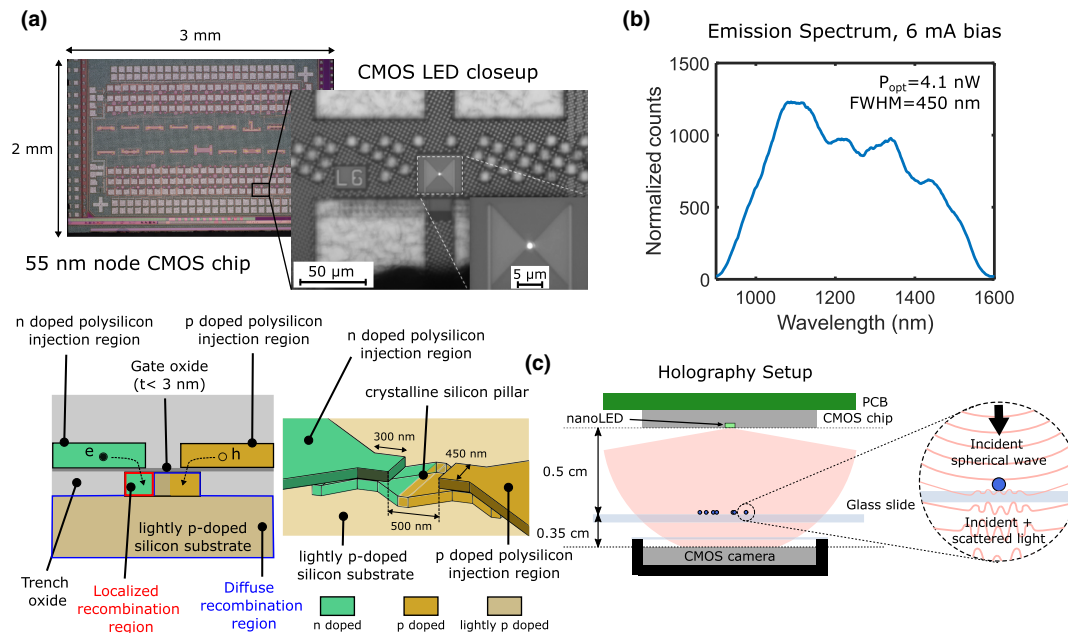 (a)
3 mm
2 mm
CMOS LED closeup
L6
50 μm
5 μm
55 nm node CMOS chip
n doped polysilicon
injection region
p doped polysilicon
injection region
Gate oxide
(t< 3 nm)
e
h
lightly p-doped
silicon substrate
Trench
oxide
Localized
recombination
region
Diffuse
recombination
region
n doped polysilicon
injection region
crystalline silicon pillar
300 nm
450 nm
500 nm
lightly p-doped
silicon substrate
p doped polysilicon
injection region
n doped
p doped
lightly p doped
(b)
Emission Spectrum, 6 mA bias
P_opt=4.1 nW
FWHM=450 nm
Normalized counts
1500
1000
500
0
1000
1200
1400
1600
Wavelength (nm)
(c)
Holography Setup
PCB
CMOS chip
nanoLED
0.5 cm
Glass slide
0.35 cm
CMOS camera
Incident
spherical wave
Incident +
scattered light